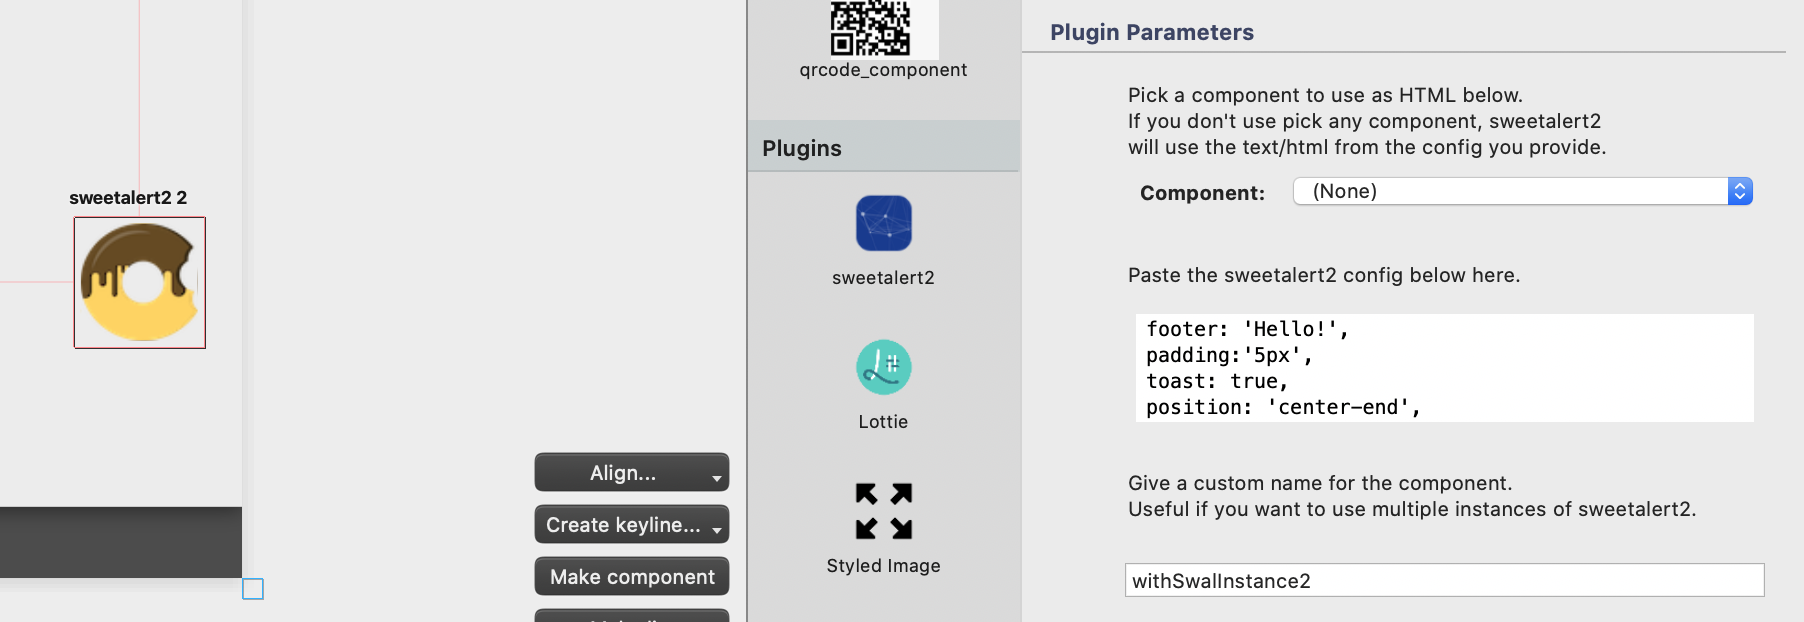 sweetalert2 2
Align...
Create keyline...
Make component
qrcode_component
Plugins
sweetalert2
Lottie
Styled Image
Plugin Parameters
Pick a component to use as HTML below.
If you don't use pick any component, sweetalert2
will use the text/html from the config you provide.
Component: (None)
Paste the sweetalert2 config below here.
footer: 'Hello!',
padding:'5px',
toast: true,
position: 'center-end',
Give a custom name for the component.
Useful if you want to use multiple instances of sweetalert2.
withSwalInstance2